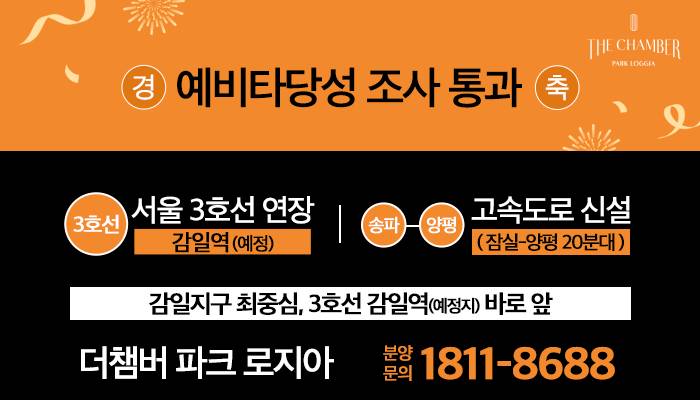 THE CHAMBER
PARK LOGGIA
경 예비타당성 조사 통과 축
3호선 서울 3호선 연장
감일역(예정)
송파 양평 고속도로 신설
(잠실-양평 20분대)
감일지구 최중심, 3호선 감일역(예정지) 바로 앞
더챔버 파크 로지아
분양
문의 1811-8688